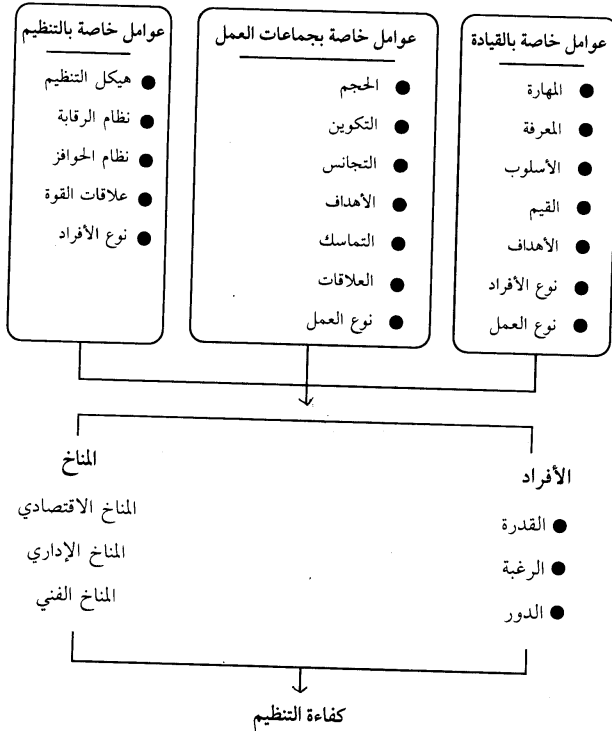 عوامل خاصة بالقيادة
المهارة
المعرفة
الأسلوب
القيم
الأهداف
نوع الأفراد
نوع العمل
عوامل خاصة بجماعات العمل
الحجم
التكوين
التجانس
الأهداف
التماسك
العلاقات
نوع العمل
عوامل خاصة بالتنظيم
هيكل التنظيم
نظام الرقابة
نظام الحوافز
علاقات القوة
نوع الأفراد
الأفراد
القدرة
الرغبة
الدور
المناخ
المناخ الاقتصادي
المناخ الإداري
المناخ الفني
كفاءة التنظيم